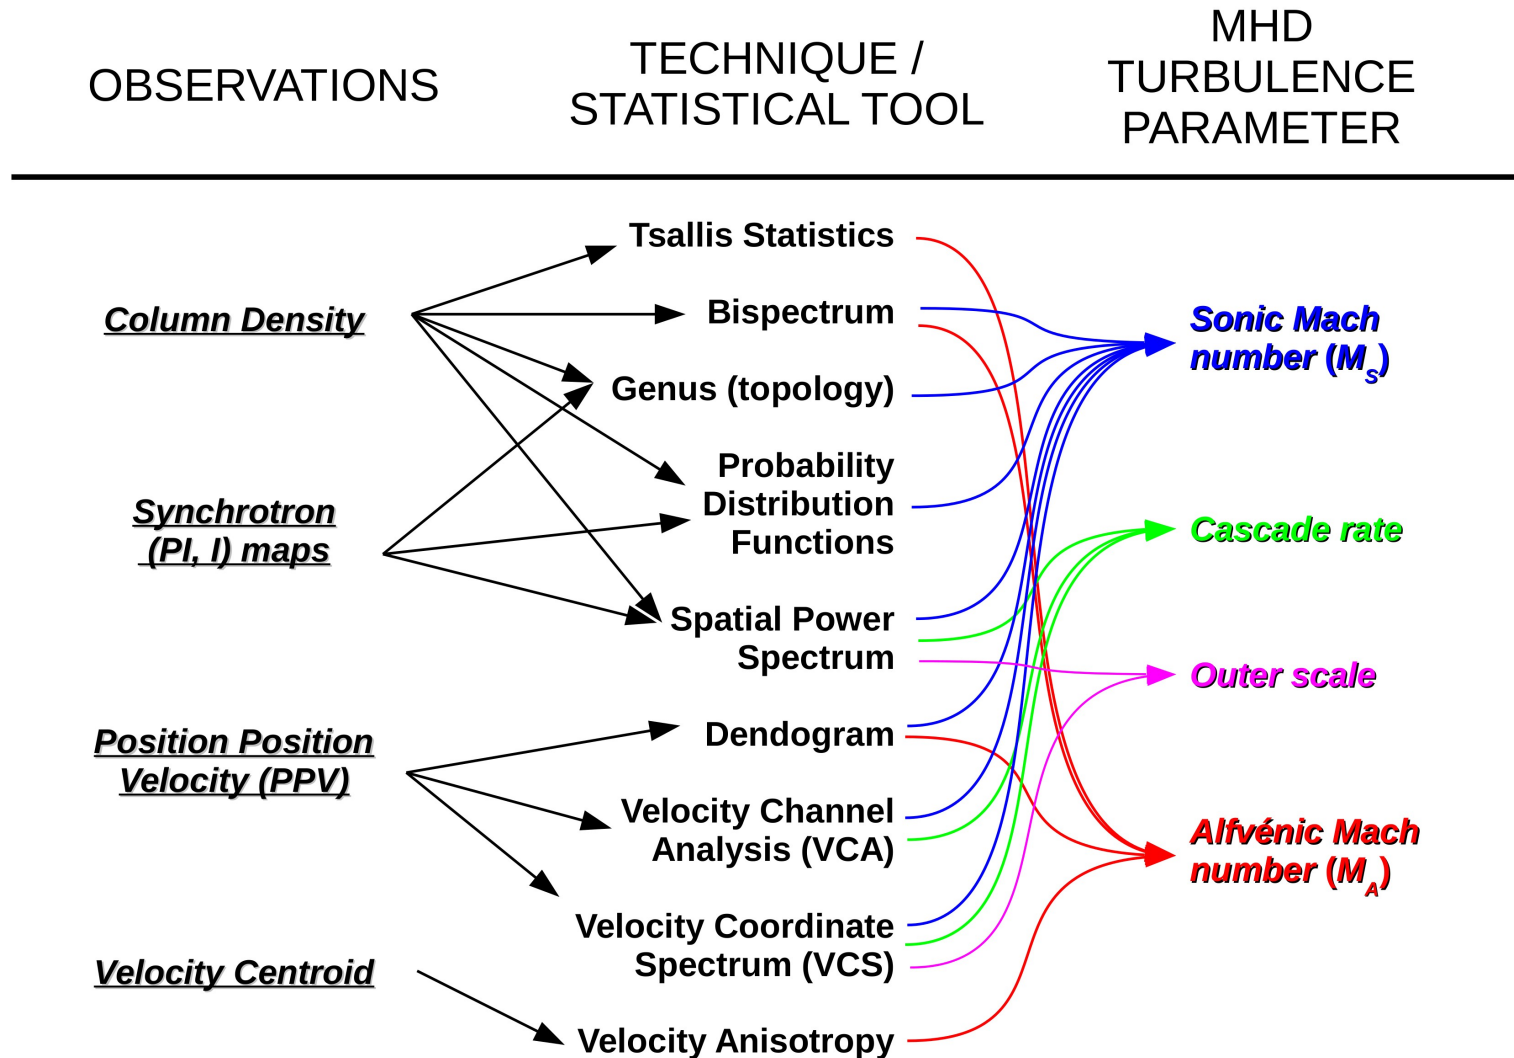 OBSERVATIONS
TECHNIQUE /
STATISTICAL TOOL
MHD
TURBULENCE
PARAMETER
Column Density
Synchrotron
(PI, I) maps
Position Position
Velocity (PPV)
Velocity Centroid
Tsallis Statistics
Bispectrum
Genus (topology)
Probability
Distribution
Functions
Spatial Power
Spectrum
Dendogram
Velocity Channel
Analysis (VCA)
Velocity Coordinate
Spectrum (VCS)
Velocity Anisotropy
Sonic Mach
number (MS)
Cascade rate
Outer scale
Alfvénic Mach
number (MA)